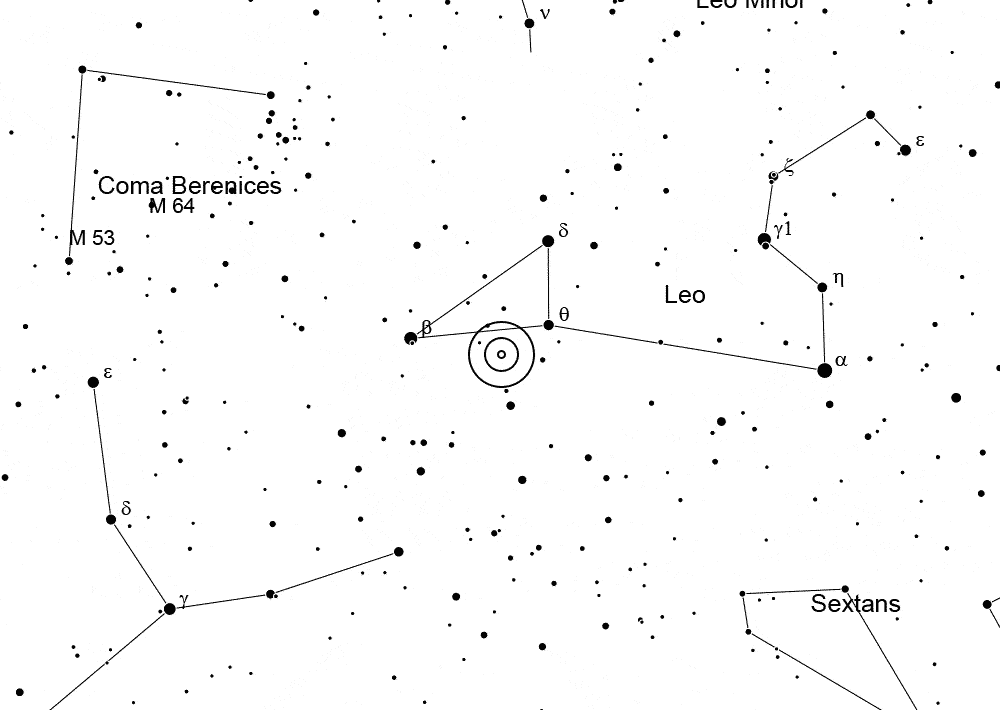 Leo Minor
ν
ε
ζ
Coma Berenices
M 64
γ1
δ
M 53
η
Leo
θ
β
α
ε
δ
γ
Sextans